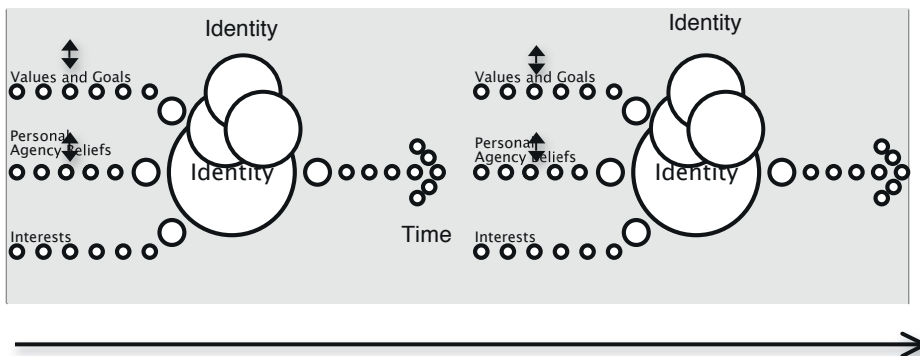 Identity
Identity
Values and Goals
Values and Goals
Personal
Agency Beliefs
Personal
Agency Beliefs
Identity
Identity
Interests
Time
Interests